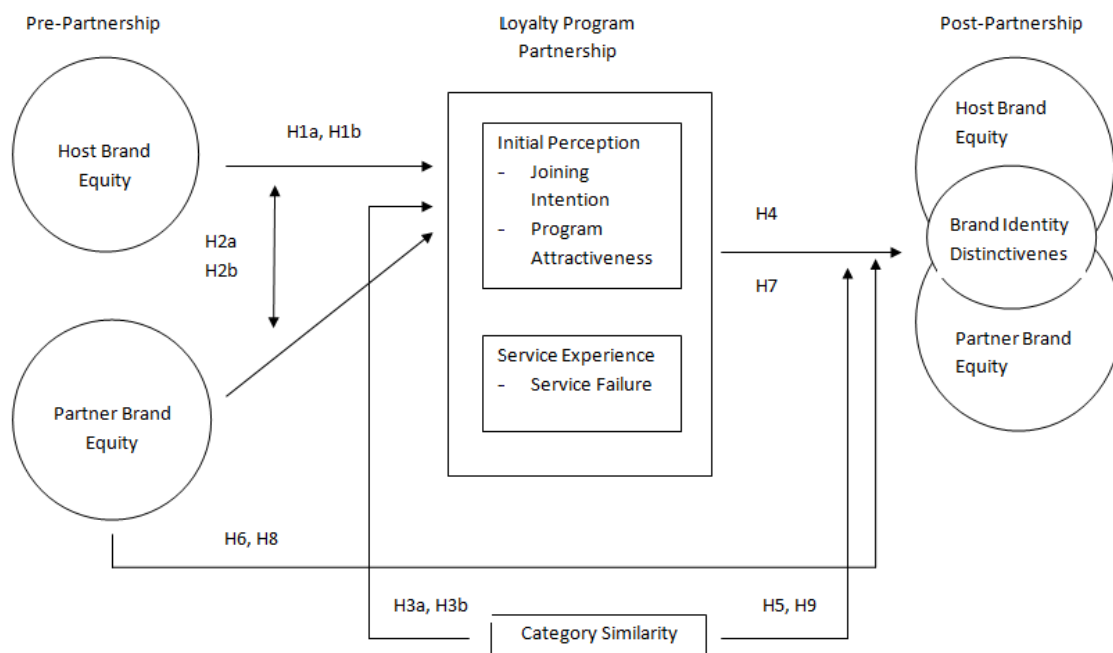 Pre-Partnership
Loyalty Program
Partnership
Post-Partnership
Host Brand
Equity
H1a, H1b
H2a
H2b
Partner Brand
Equity
Initial Perception
- Joining
Intention
- Program
Attractiveness
Service Experience
- Service Failure
H4
H7
Host Brand
Equity
Brand Identity
Distinctivenes
Partner Brand
Equity
H6, H8
H3a, H3b
Category Similarity
H5, H9